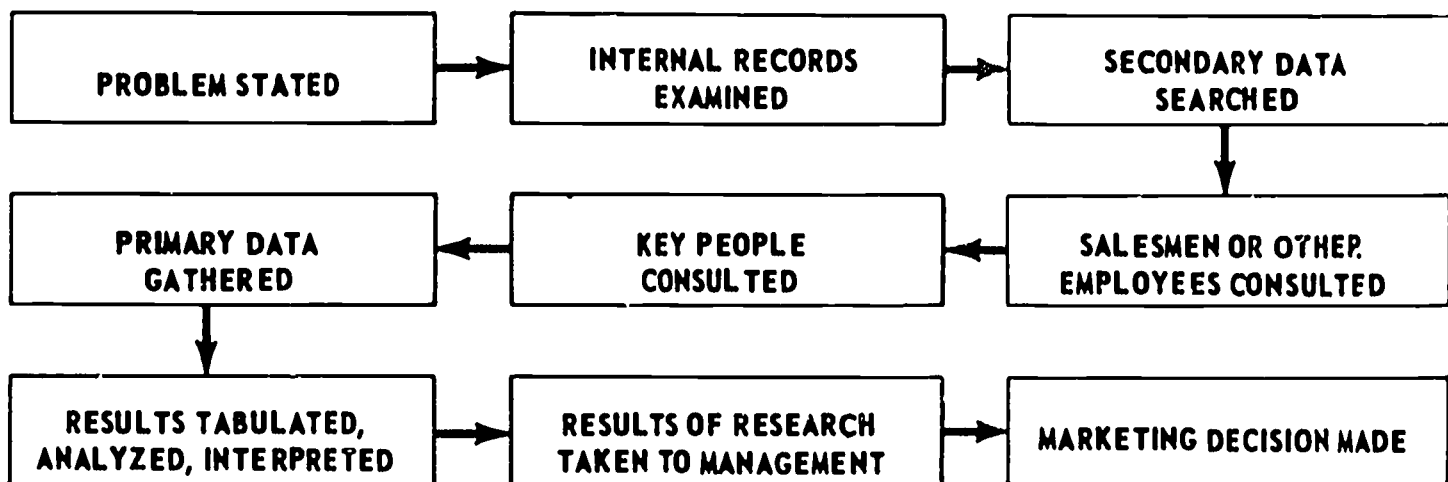 PROBLEM STATED
INTERNAL RECORDS
EXAMINED
SECONDARY DATA
SEARCHED
SALESMEN OR OTHER
EMPLOYEES CONSULTED
KEY PEOPLE
CONSULTED
PRIMARY DATA
GATHERED
RESULTS TABULATED,
ANALYZED, INTERPRETED
RESULTS OF RESEARCH
TAKEN TO MANAGEMENT
MARKETING DECISION MADE